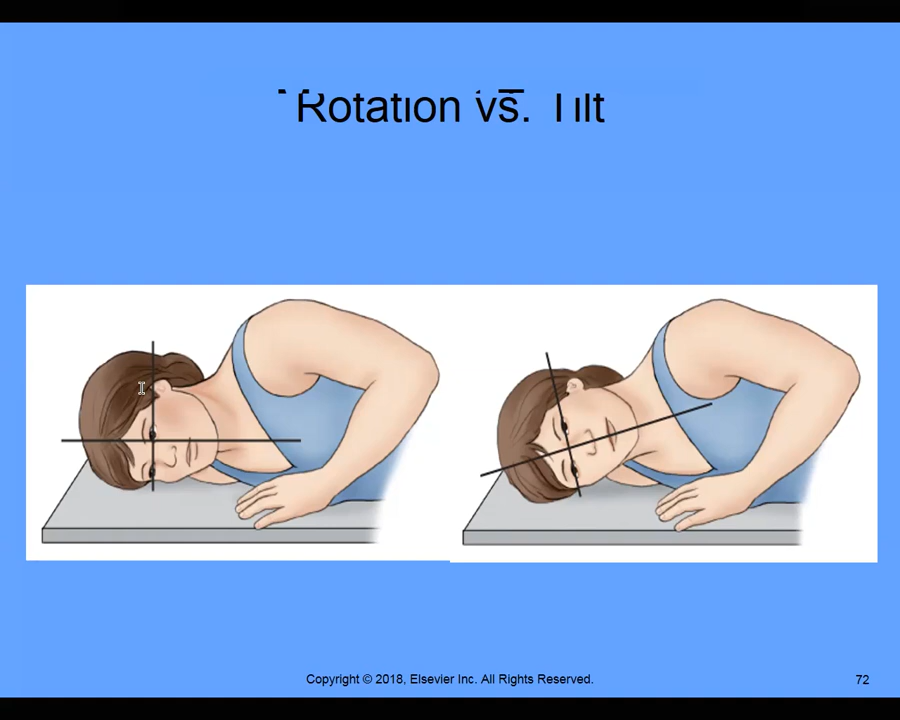 Rotation vs. Tilt
Copyright © 2018, Elsevier Inc. All Rights Reserved.
72